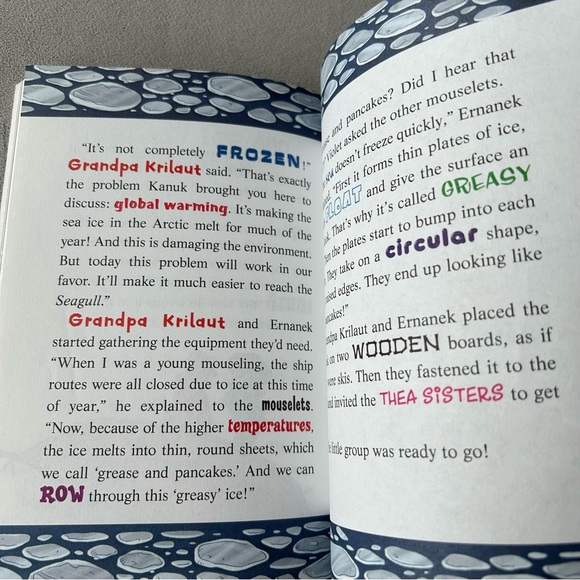 "It's not completely FROZEN!"
Grandpa Krilaut said. "That's exactly
the problem Kanuk brought you here to
discuss: global warming. It's making the
sea ice in the Arctic melt for much of the
year! And this is damaging the environment.
But today this problem will work in our
favor. It'll make it much easier to reach the
Seagull."
Grandpa Krilaut and Ernanek
started gathering the equipment they'd need.
"When I was a young mouseling, the ship
routes were all closed due to ice at this time
of year," he explained to the mouselets.
"Now, because of the higher temperatures,
the ice melts into thin, round sheets, which
we call 'grease and pancakes.' And we can
ROW through this 'greasy' ice!"
and pancakes? Did I hear that
Violet asked the other mouselets.
doesn't freeze quickly," Ernanek
"First it forms thin plates of ice,
FLOAT and give the surface an
That's why it's called GREASY
the plates start to bump into each
They take on a circular shape,
edges. They end up looking like
Krilaut and Ernanek placed the
on two WOODEN boards, as if
were skis. Then they fastened it to the
invited the THEA SISTERS to get
little group was ready to go!